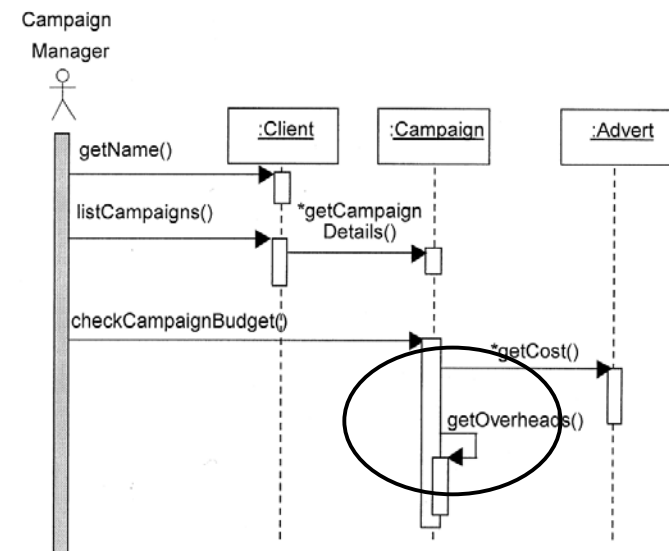 Campaign
Manager
:Client
:Campaign
:Advert
getName()
listCampaigns()
*getCampaign
Details()
checkCampaignBudget()
*getCost()
getOverheads()